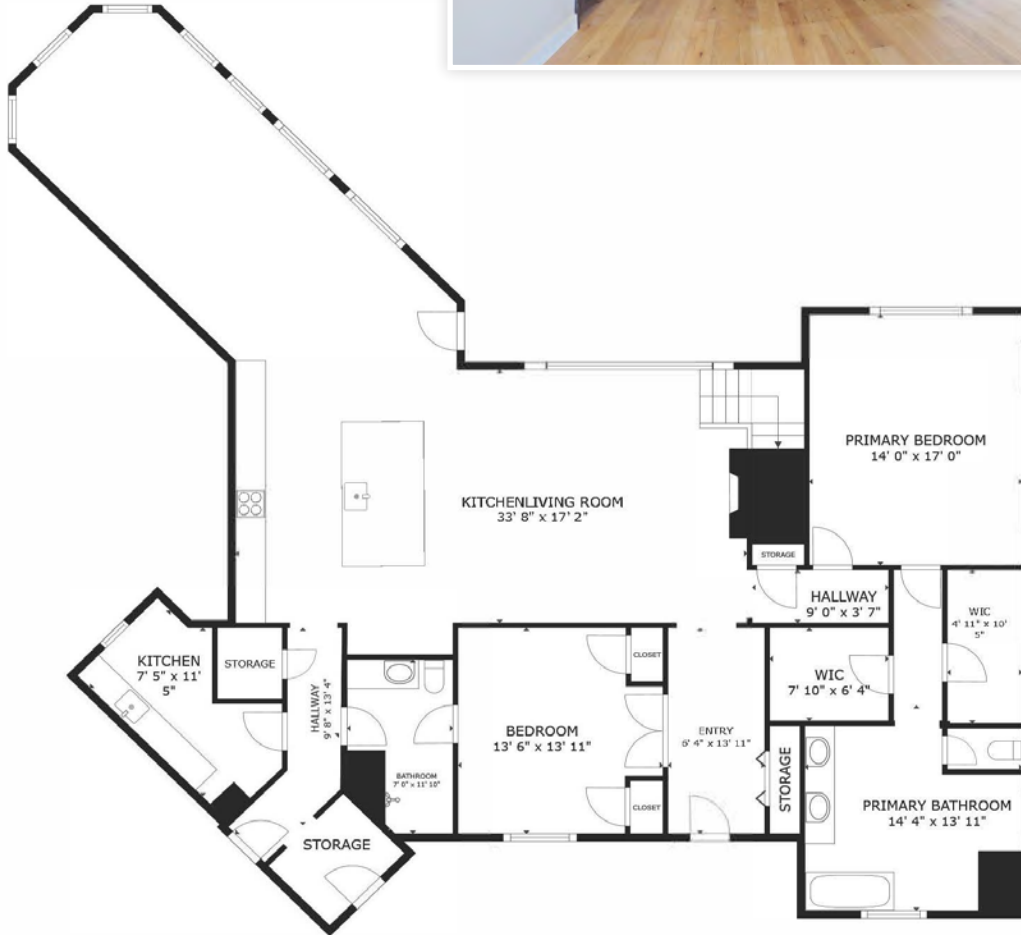 PRIMARY BEDROOM
14' 0" x 17' 0"
KITCHENLIVING ROOM
33' 8" x 17' 2"
STORAGE
HALLWAY
9' 0" x 3' 7"
WIC
4' 11" x 10'
5"
KITCHEN
7' 5" x 11'
5"
STORAGE
HALLWAY
9' 8" x 13' 4"
CLOSET
WIC
7' 10" x 6' 4"
BEDROOM
13' 6" x 13' 11"
ENTRY
6' 4" x 13' 11"
BATHROOM
7' 0" x 11' 10"
STORAGE
CLOSET
PRIMARY BATHROOM
14' 4" x 13' 11"
STORAGE